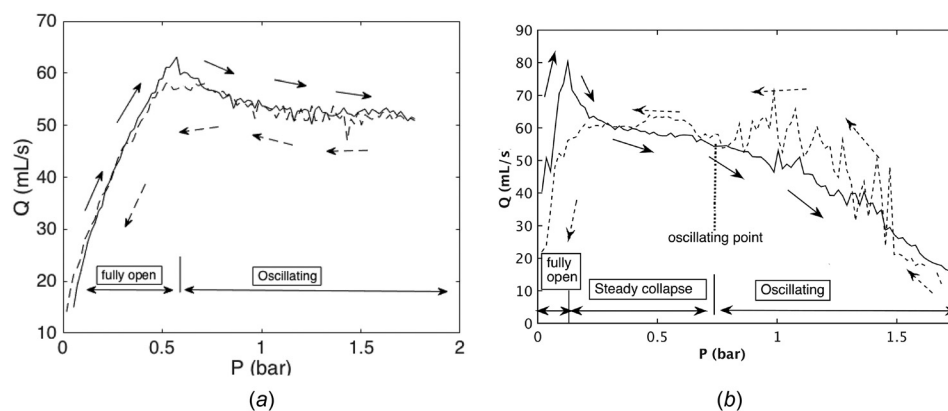 70
60
50
40
30
20
10
Q (mL/s)
fully open
Oscillating
0 0.5 1 1.5 2
P (bar)
(a)
90
80
70
60
50
40
30
20
10
0
Q (mL/s)
oscillating point
fully
open
Steady collapse
Oscillating
0 0.5 1.0 1.5
P (bar)
(b)